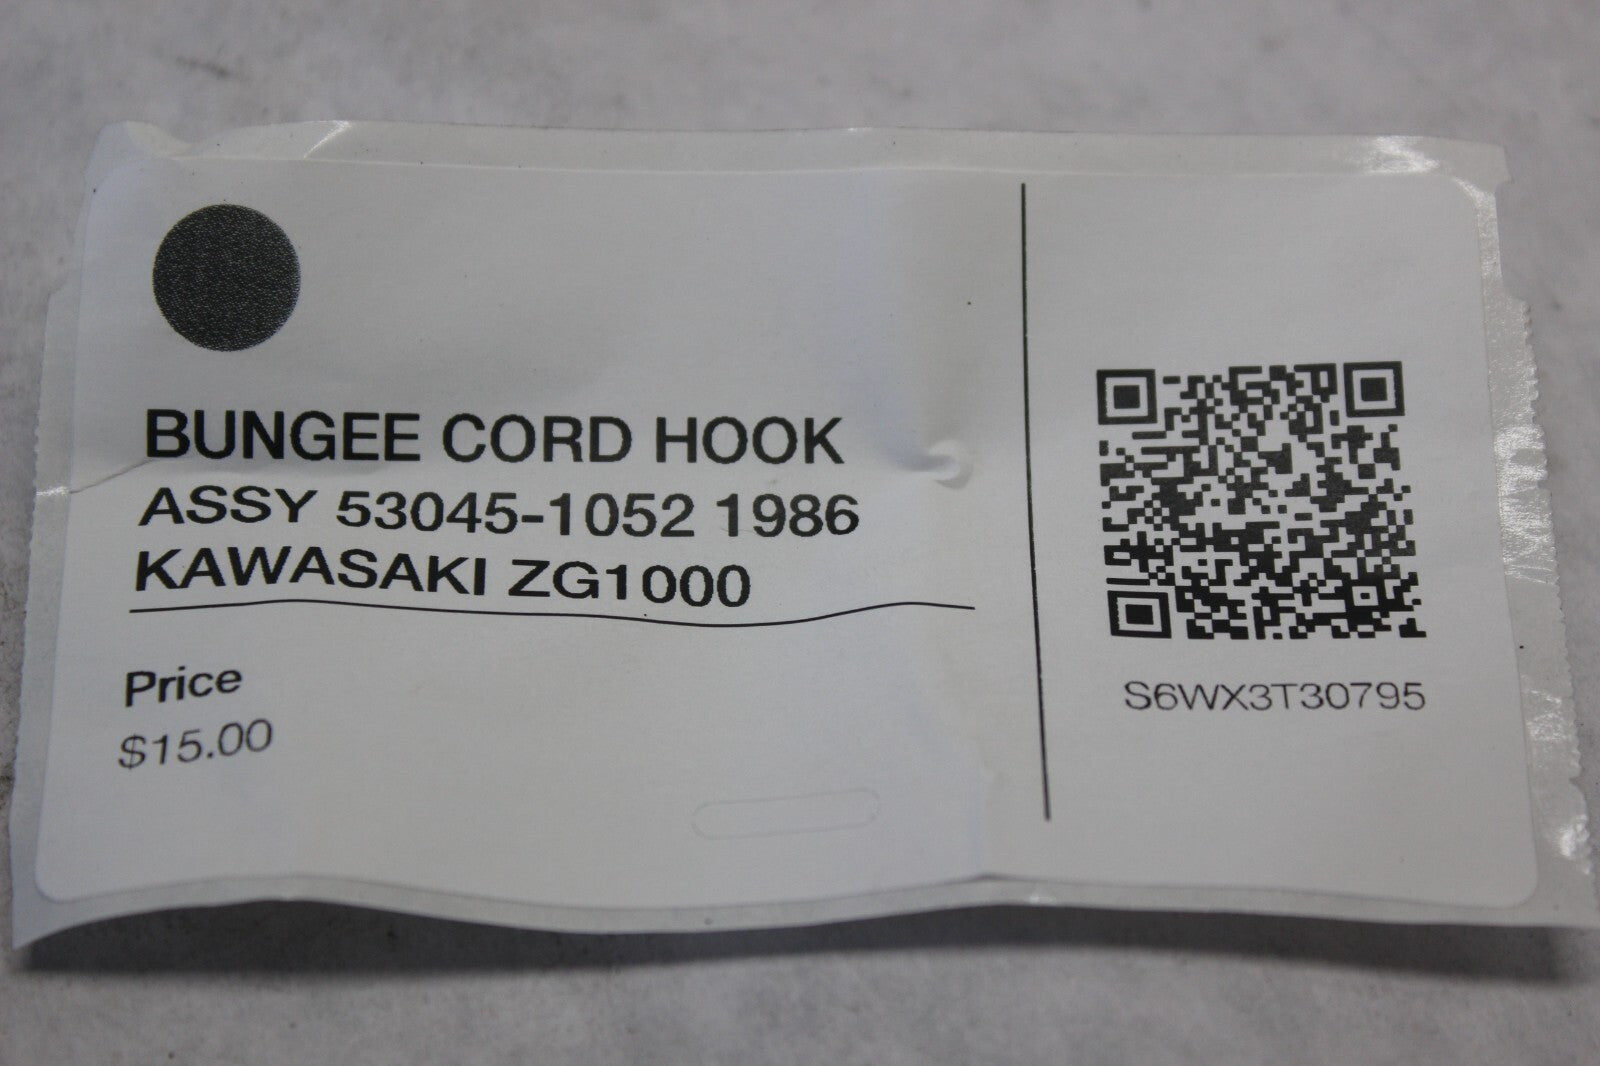 BUNGEE CORD HOOK
ASSY 53045-1052 1986
KAWASAKI ZG1000
Price
$15.00
S6WX3T30795